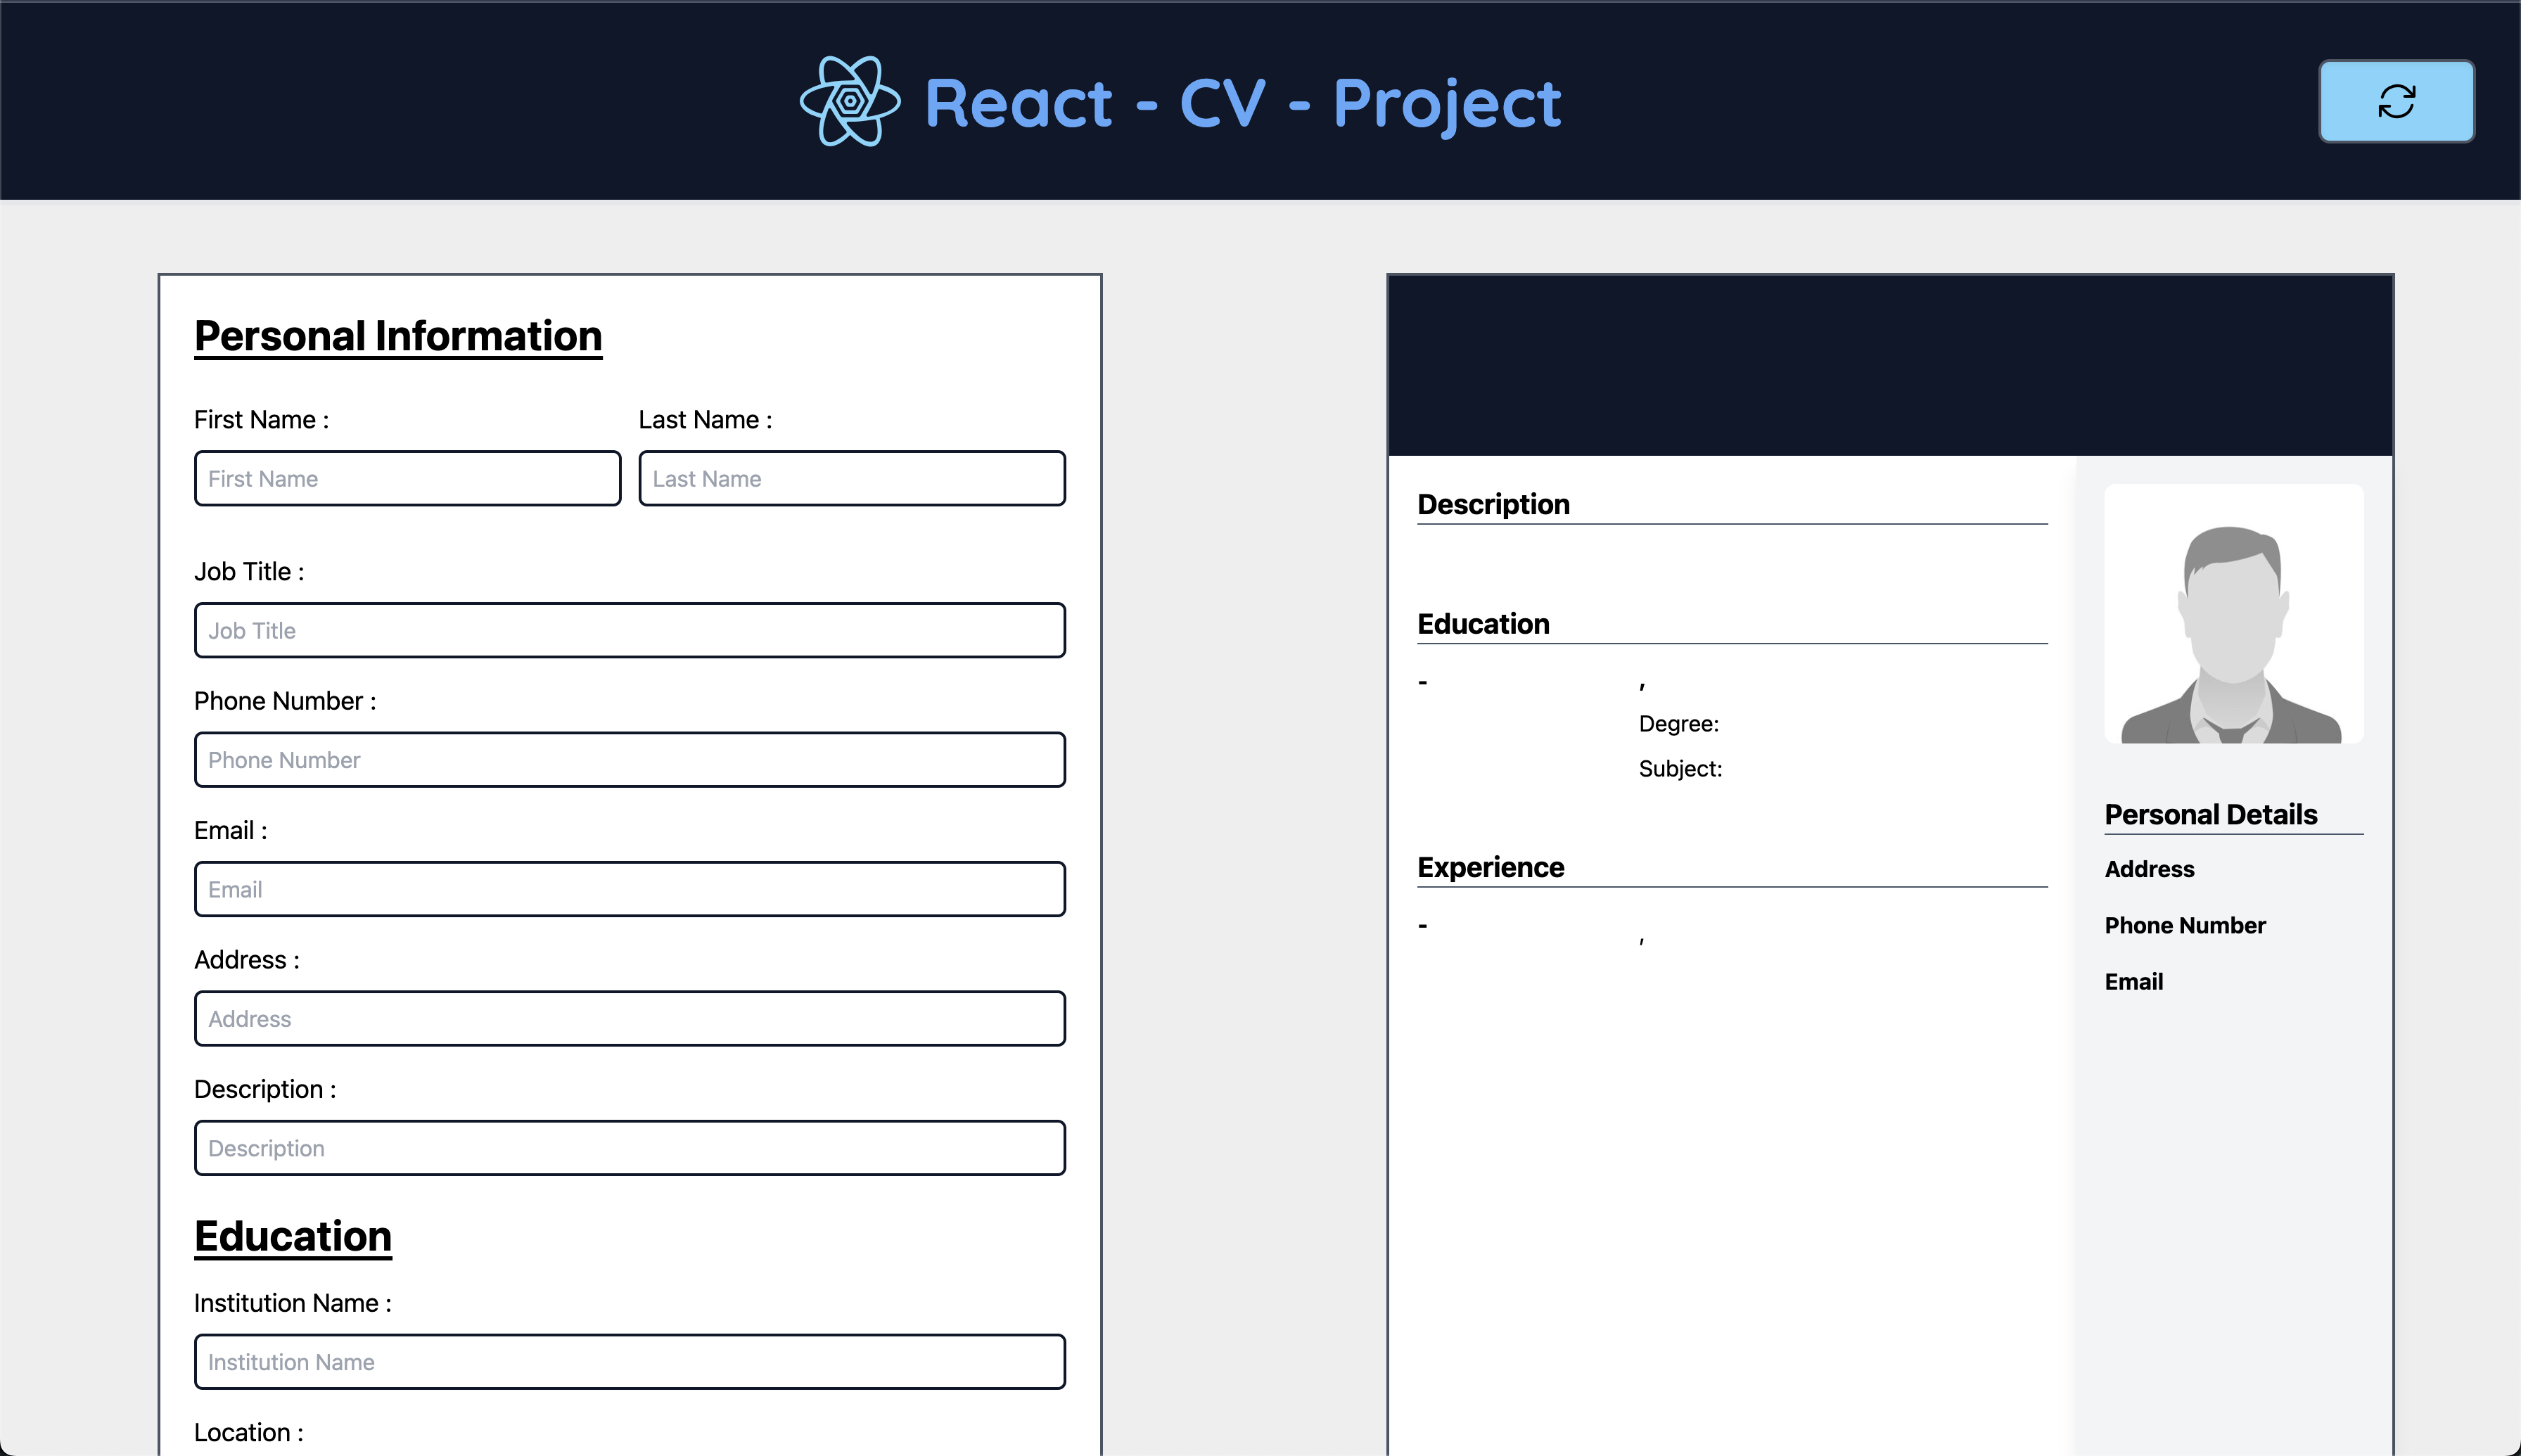 React - CV - Project
Personal Information
First Name :
Last Name :
First Name
Last Name
Job Title :
Job Title
Phone Number :
Phone Number
Email :
Email
Address :
Address
Description :
Description
Education
Institution Name :
Institution Name
Location :
Description
Education
-
,
Degree:
Subject:
Experience
-
,
Personal Details
Address
Phone Number
Email